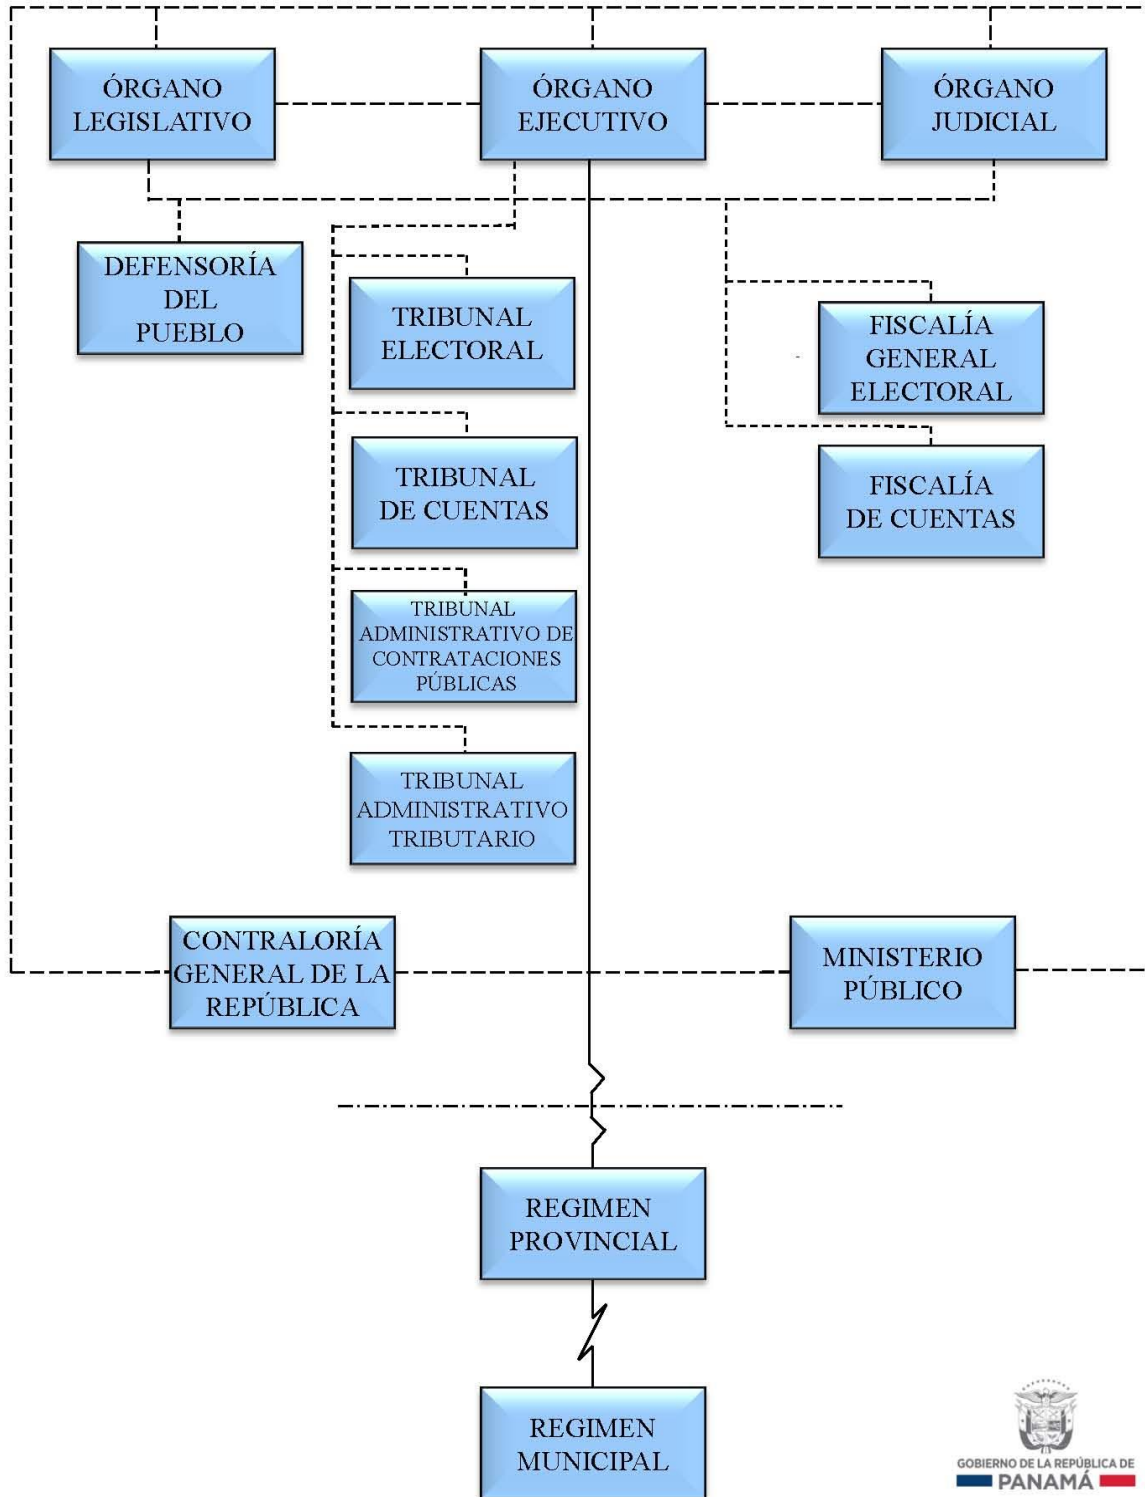 ÓRGANO
LEGISLATIVO
ÓRGANO
EJECUTIVO
ÓRGANO
JUDICIAL
DEFENSORÍA
DEL
PUEBLO
TRIBUNAL
ELECTORAL
FISCALÍA
GENERAL
ELECTORAL
TRIBUNAL
DE CUENTAS
FISCALÍA
DE CUENTAS
TRIBUNAL
ADMINISTRATIVO DE
CONTRATACIONES
PÚBLICAS
TRIBUNAL
ADMINISTRATIVO
TRIBUTARIO
CONTRALORÍA
GENERAL DE LA
REPÚBLICA
MINISTERIO
PÚBLICO
REGIMEN
PROVINCIAL
REGIMEN
MUNICIPAL
GOBIERNO DE LA REPÚBLICA DE
PANAMÁ